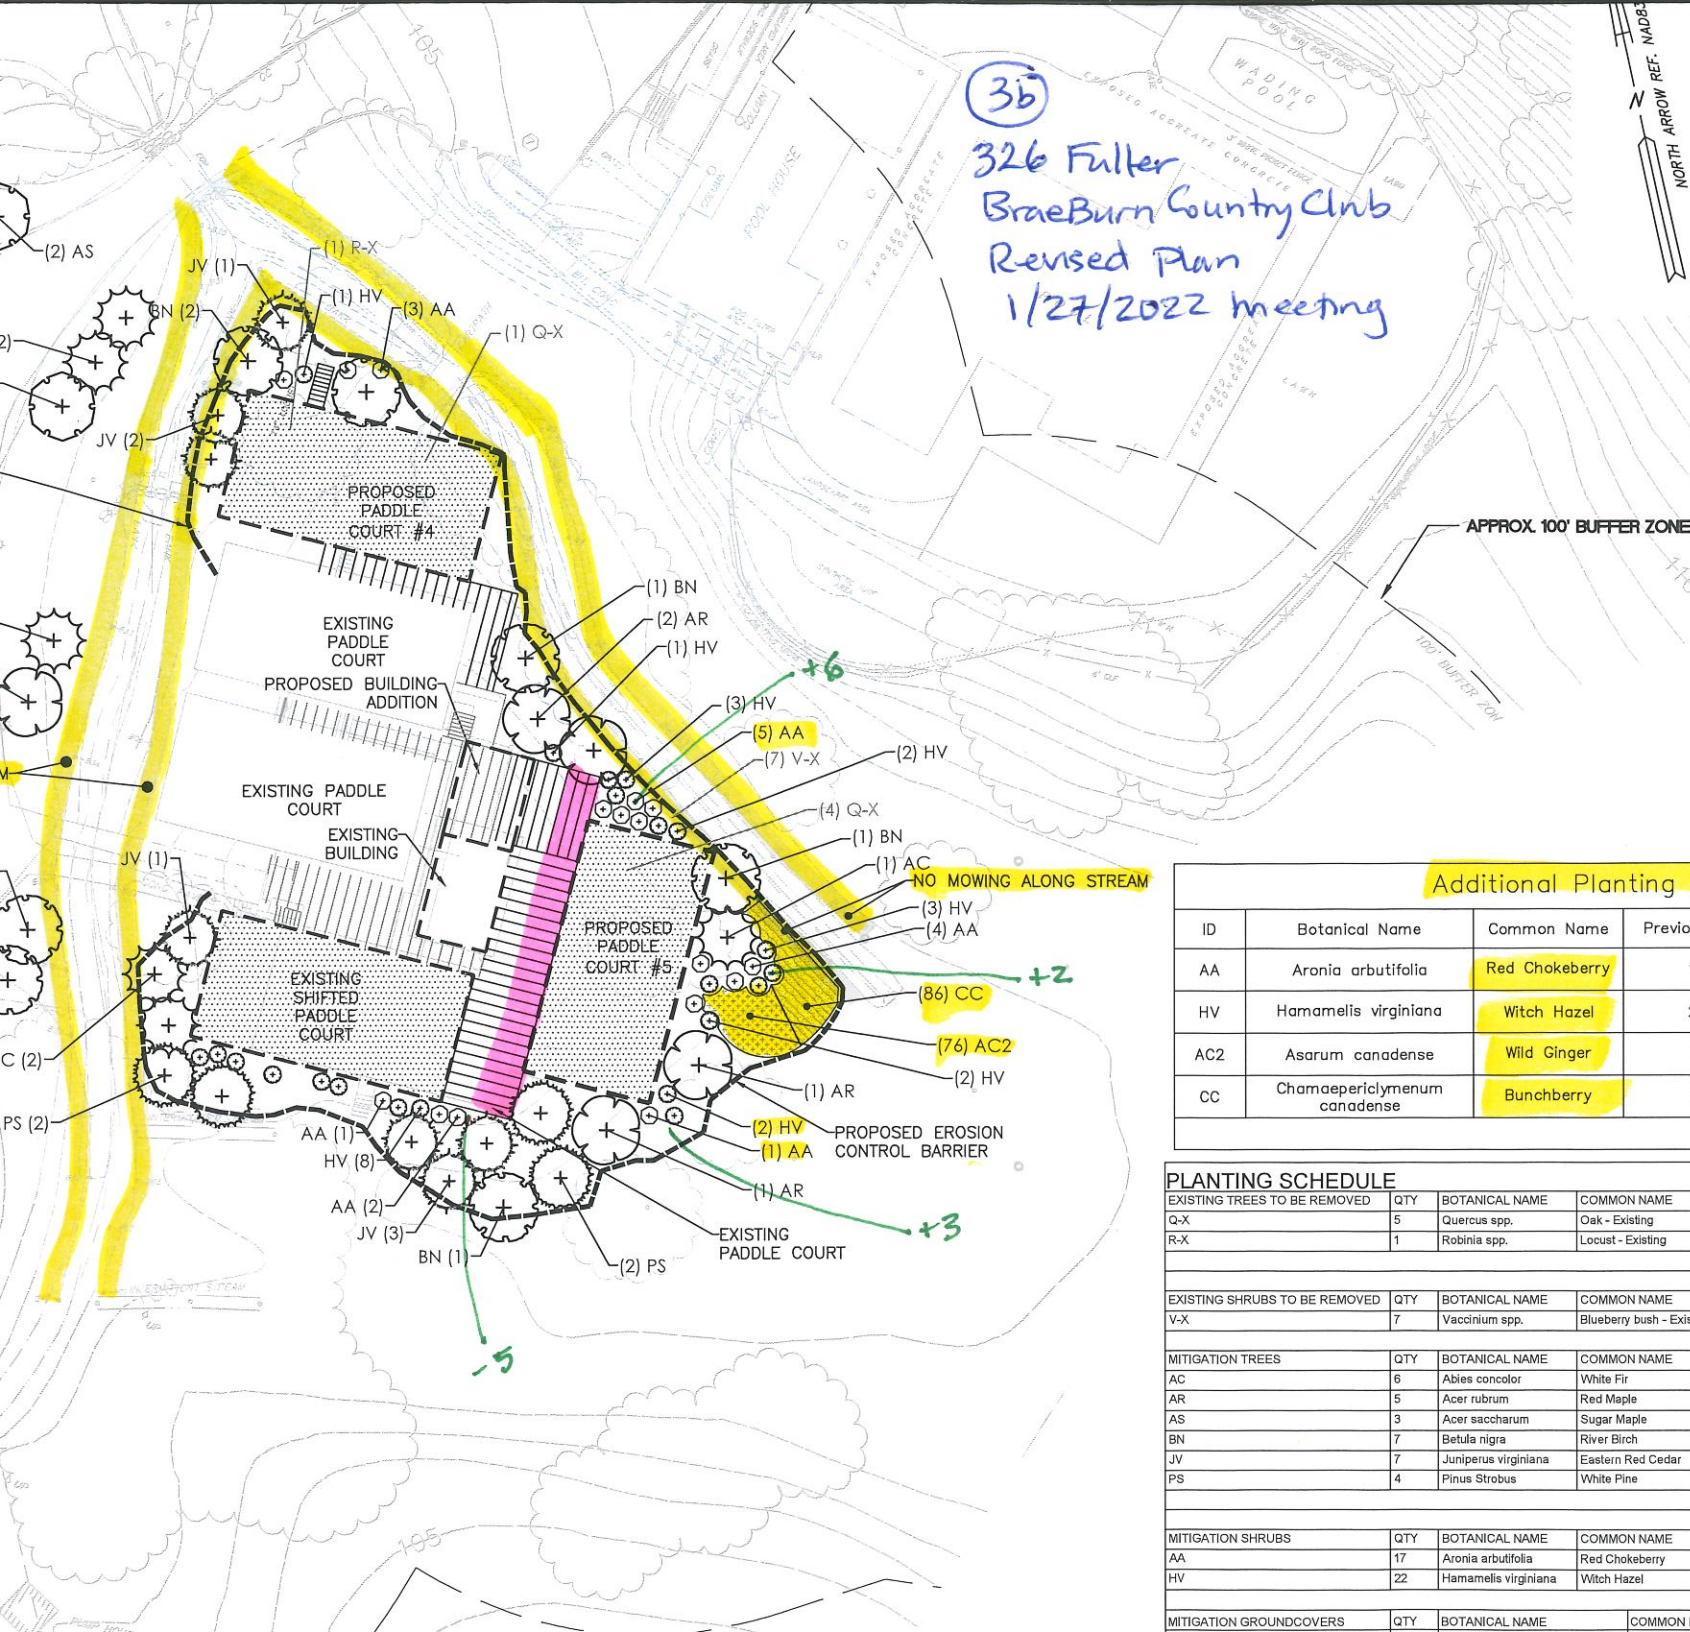 3b
326 Fuller
BraeBurn Country Club
Revised Plan
1/27/2022 meeting
NORTH ARROW REF. NAD83
N
105
WADING
POOL
EXPOSED AGGREGATE CONCRETE
POOL HOUSE
LAWN
(2) AS
JV (1)
(1) R-X
(1) HV
BN (2)
(3) AA
(1) Q-X
JV (2)
PROPOSED
PADDLE
COURT #4
APPROX. 100' BUFFER ZONE
100' BUFFER ZON
EXISTING
PADDLE
COURT
(1) BN
(2) AR
(1) HV
PROPOSED BUILDING
ADDITION
+6
(3) HV
(5) AA
(7) V-X
(2) HV
M
EXISTING PADDLE
COURT
EXISTING
BUILDING
(4) Q-X
(1) BN
JV (1)
(1) AC
NO MOWING ALONG STREAM
(3) HV
(4) AA
PROPOSED
PADDLE
COURT #5
+2
EXISTING
SHIFTED
PADDLE
COURT
(86) CC
(76) AC2
(2) HV
C (2)
(1) AR
PS (2)
AA (1)
HV (8)
(2) HV
(1) AA
PROPOSED EROSION
CONTROL BARRIER
AA (2)
JV (3)
BN (1)
(1) AR
+3
EXISTING
PADDLE COURT
(2) PS
-5
105
Additional Planting
ID Botanical Name Common Name Previo
AA Aronia arbutifolia Red Chokeberry
HV Hamamelis virginiana Witch Hazel
AC2 Asarum canadense Wild Ginger
CC Chamaepericlymenum
canadense Bunchberry
PLANTING SCHEDULE
EXISTING TREES TO BE REMOVED QTY BOTANICAL NAME COMMON NAME
Q-X 5 Quercus spp. Oak - Existing
R-X 1 Robinia spp. Locust - Existing
EXISTING SHRUBS TO BE REMOVED QTY BOTANICAL NAME COMMON NAME
V-X 7 Vaccinium spp. Blueberry bush - Exis
MITIGATION TREES QTY BOTANICAL NAME COMMON NAME
AC 6 Abies concolor White Fir
AR 5 Acer rubrum Red Maple
AS 3 Acer saccharum Sugar Maple
BN 7 Betula nigra River Birch
JV 7 Juniperus virginiana Eastern Red Cedar
PS 4 Pinus Strobus White Pine
MITIGATION SHRUBS QTY BOTANICAL NAME COMMON NAME
AA 17 Aronia arbutifolia Red Chokeberry
HV 22 Hamamelis virginiana Witch Hazel
MITIGATION GROUNDCOVERS QTY BOTANICAL NAME COMMON